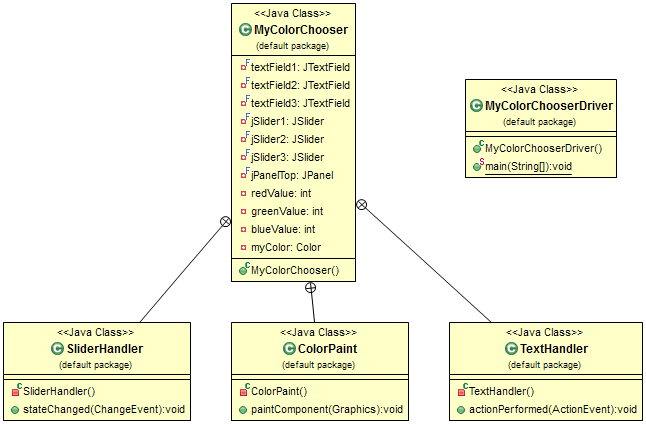 <<Java Class>>
MyColorChooser
(default package)
textField1: JTextField
textField2: JTextField
textField3: JTextField
jSlider1: JSlider
jSlider2: JSlider
jSlider3: JSlider
jPanelTop: JPanel
redValue: int
greenValue: int
blueValue: int
myColor: Color
MyColorChooser()
<<Java Class>>
MyColorChooserDriver
(default package)
MyColorChooserDriver()
main(String[]):void
<<Java Class>>
SliderHandler
(default package)
SliderHandler()
stateChanged(ChangeEvent):void
<<Java Class>>
ColorPaint
(default package)
ColorPaint()
paintComponent(Graphics):void
<<Java Class>>
TextHandler
(default package)
TextHandler()
actionPerformed(ActionEvent):void